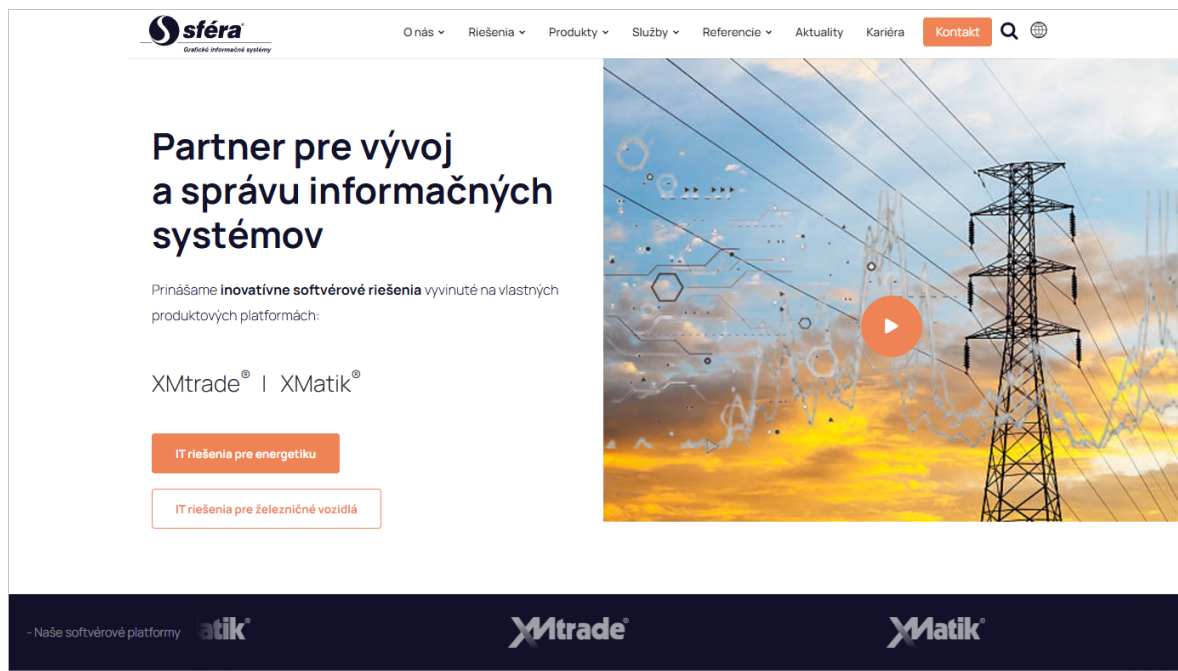 sféra®
Grafické informačné systémy
O nás
Riešenia
Produkty
Služby
Referencie
Aktuality
Kariéra
Kontakt
Partner pre vývoj
a správu informačných
systémov
Prinášame inovatívne softvérové riešenia vyvinuté na vlastných
produktových platformách:
XMtrade® | XMatik®
IT riešenia pre energetiku
IT riešenia pre železničné vozidlá
- Naše softvérové platformy
atik®
XMtrade®
XMatik®